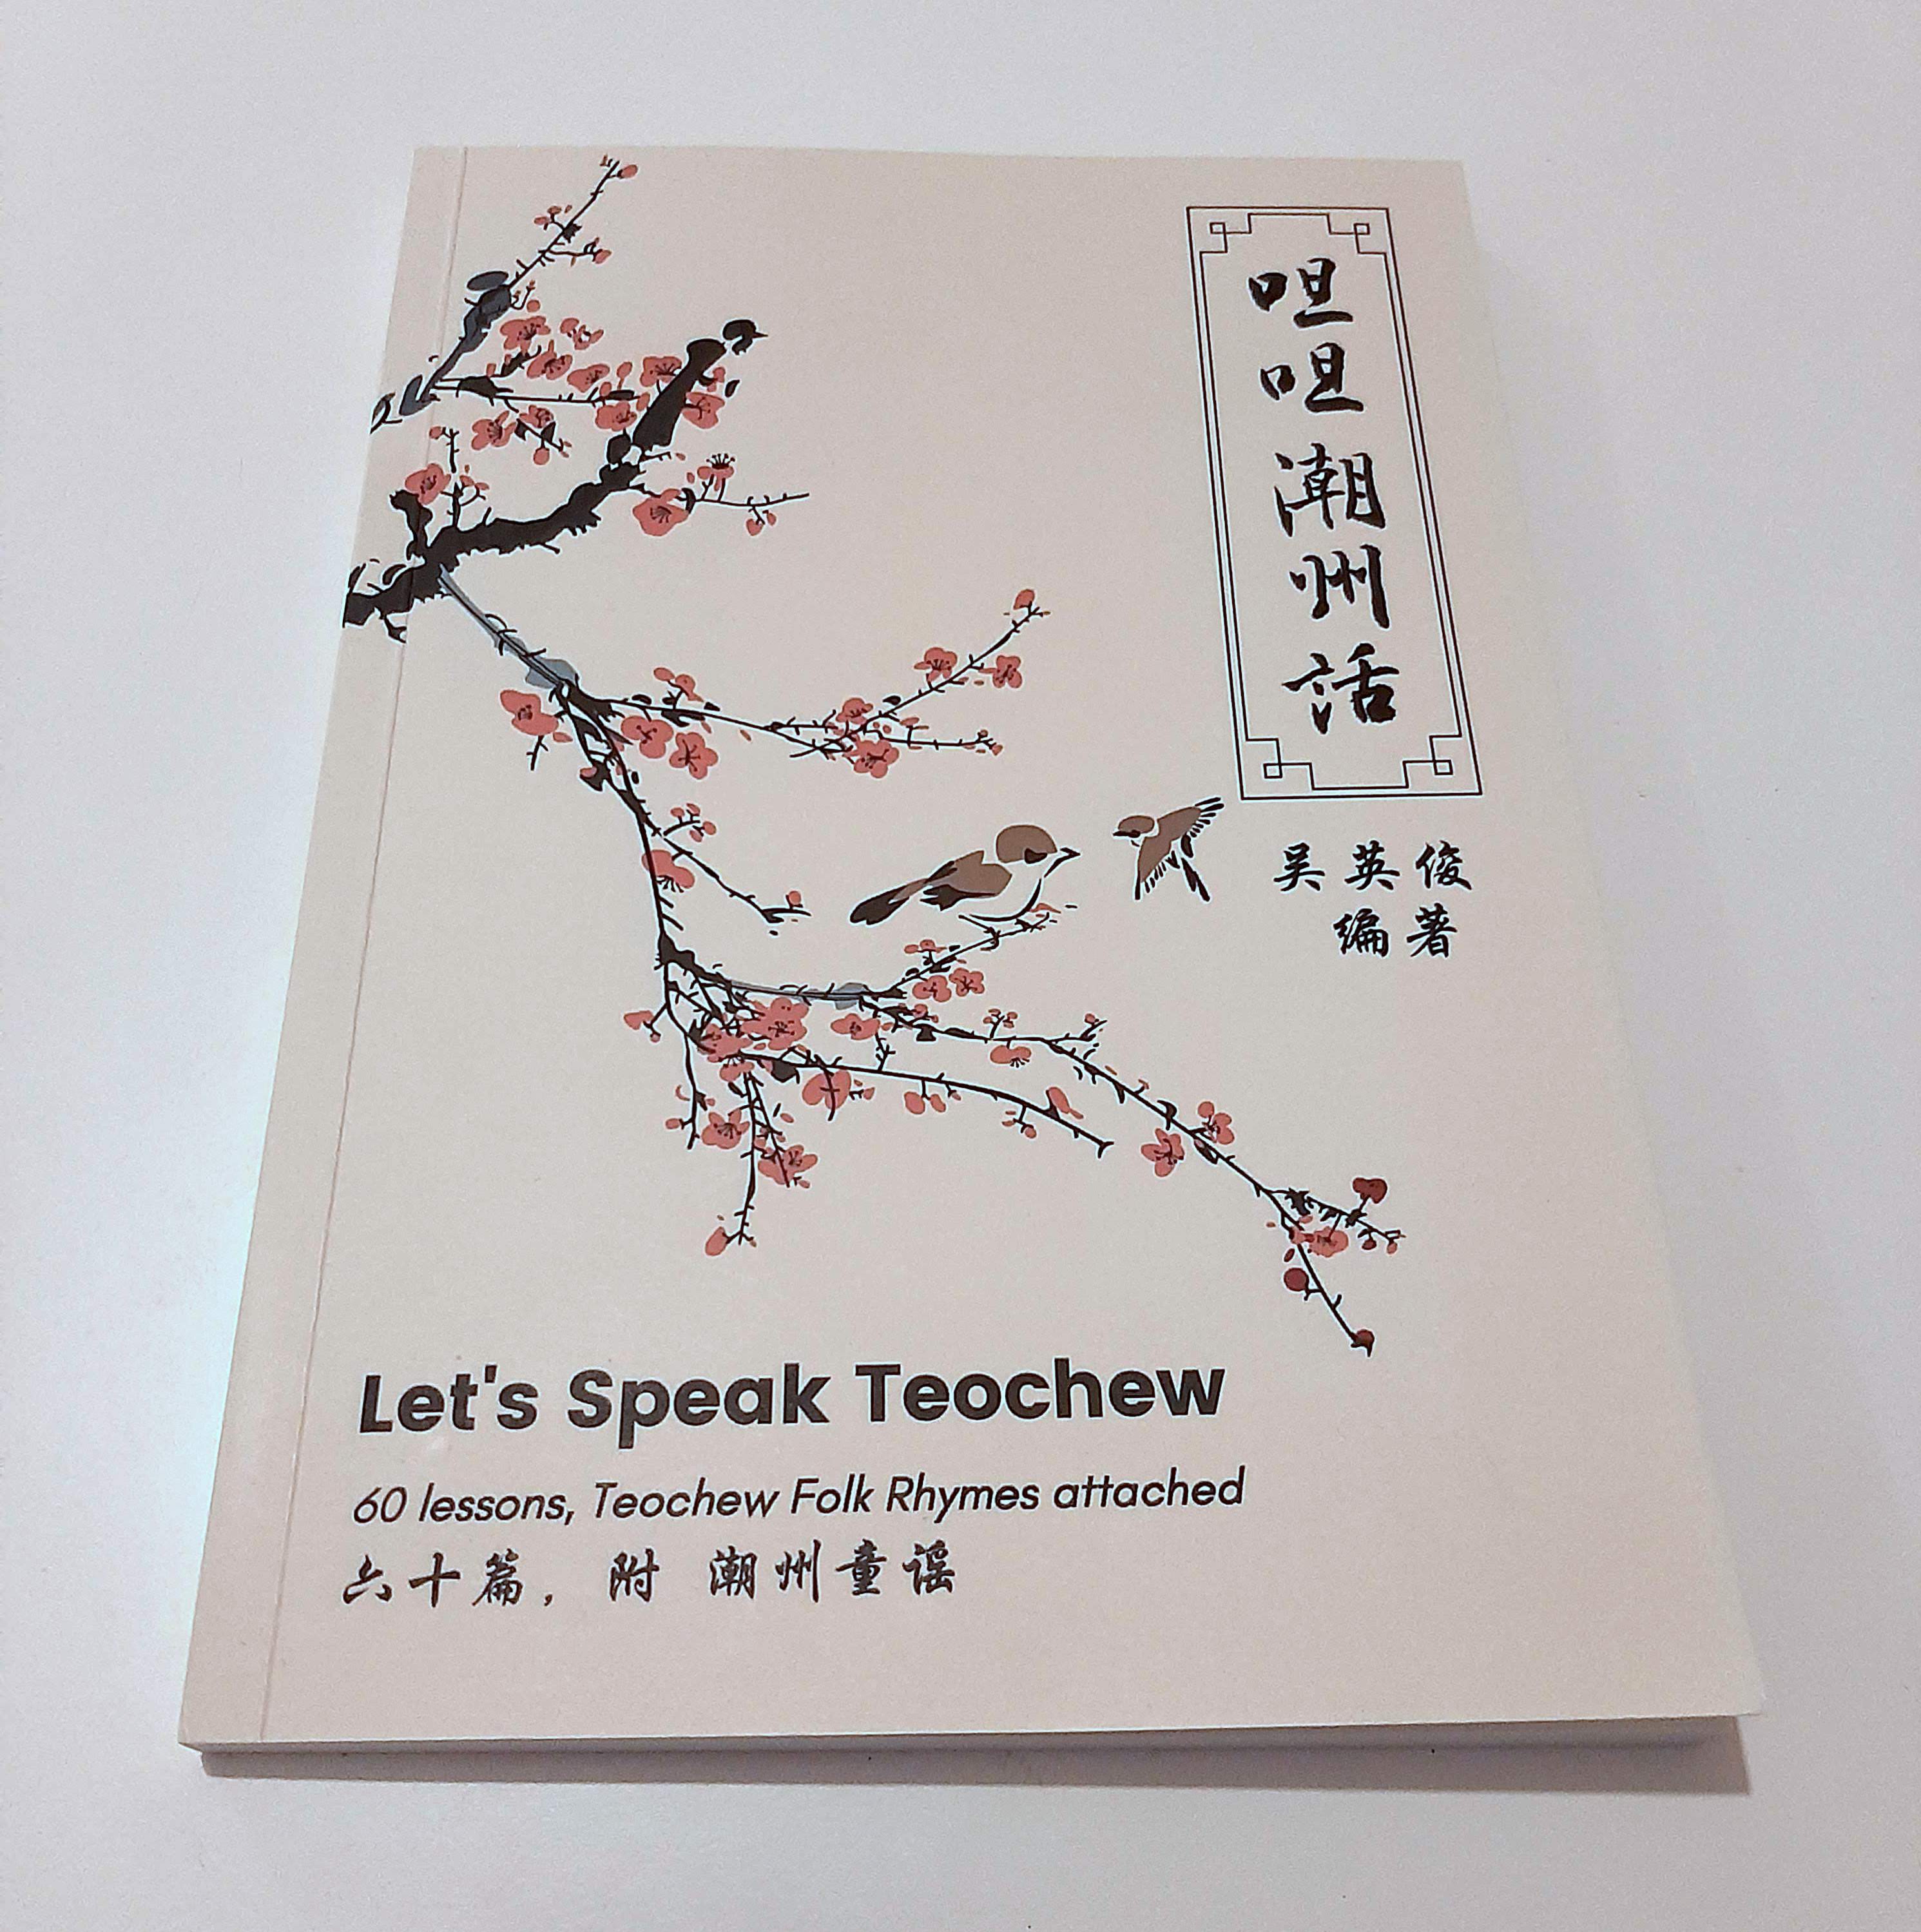 呾呾潮州话
吴英俊
编著
Let's Speak Teochew
60 lessons, Teochew Folk Rhymes attached
六十篇，附 潮州童谣